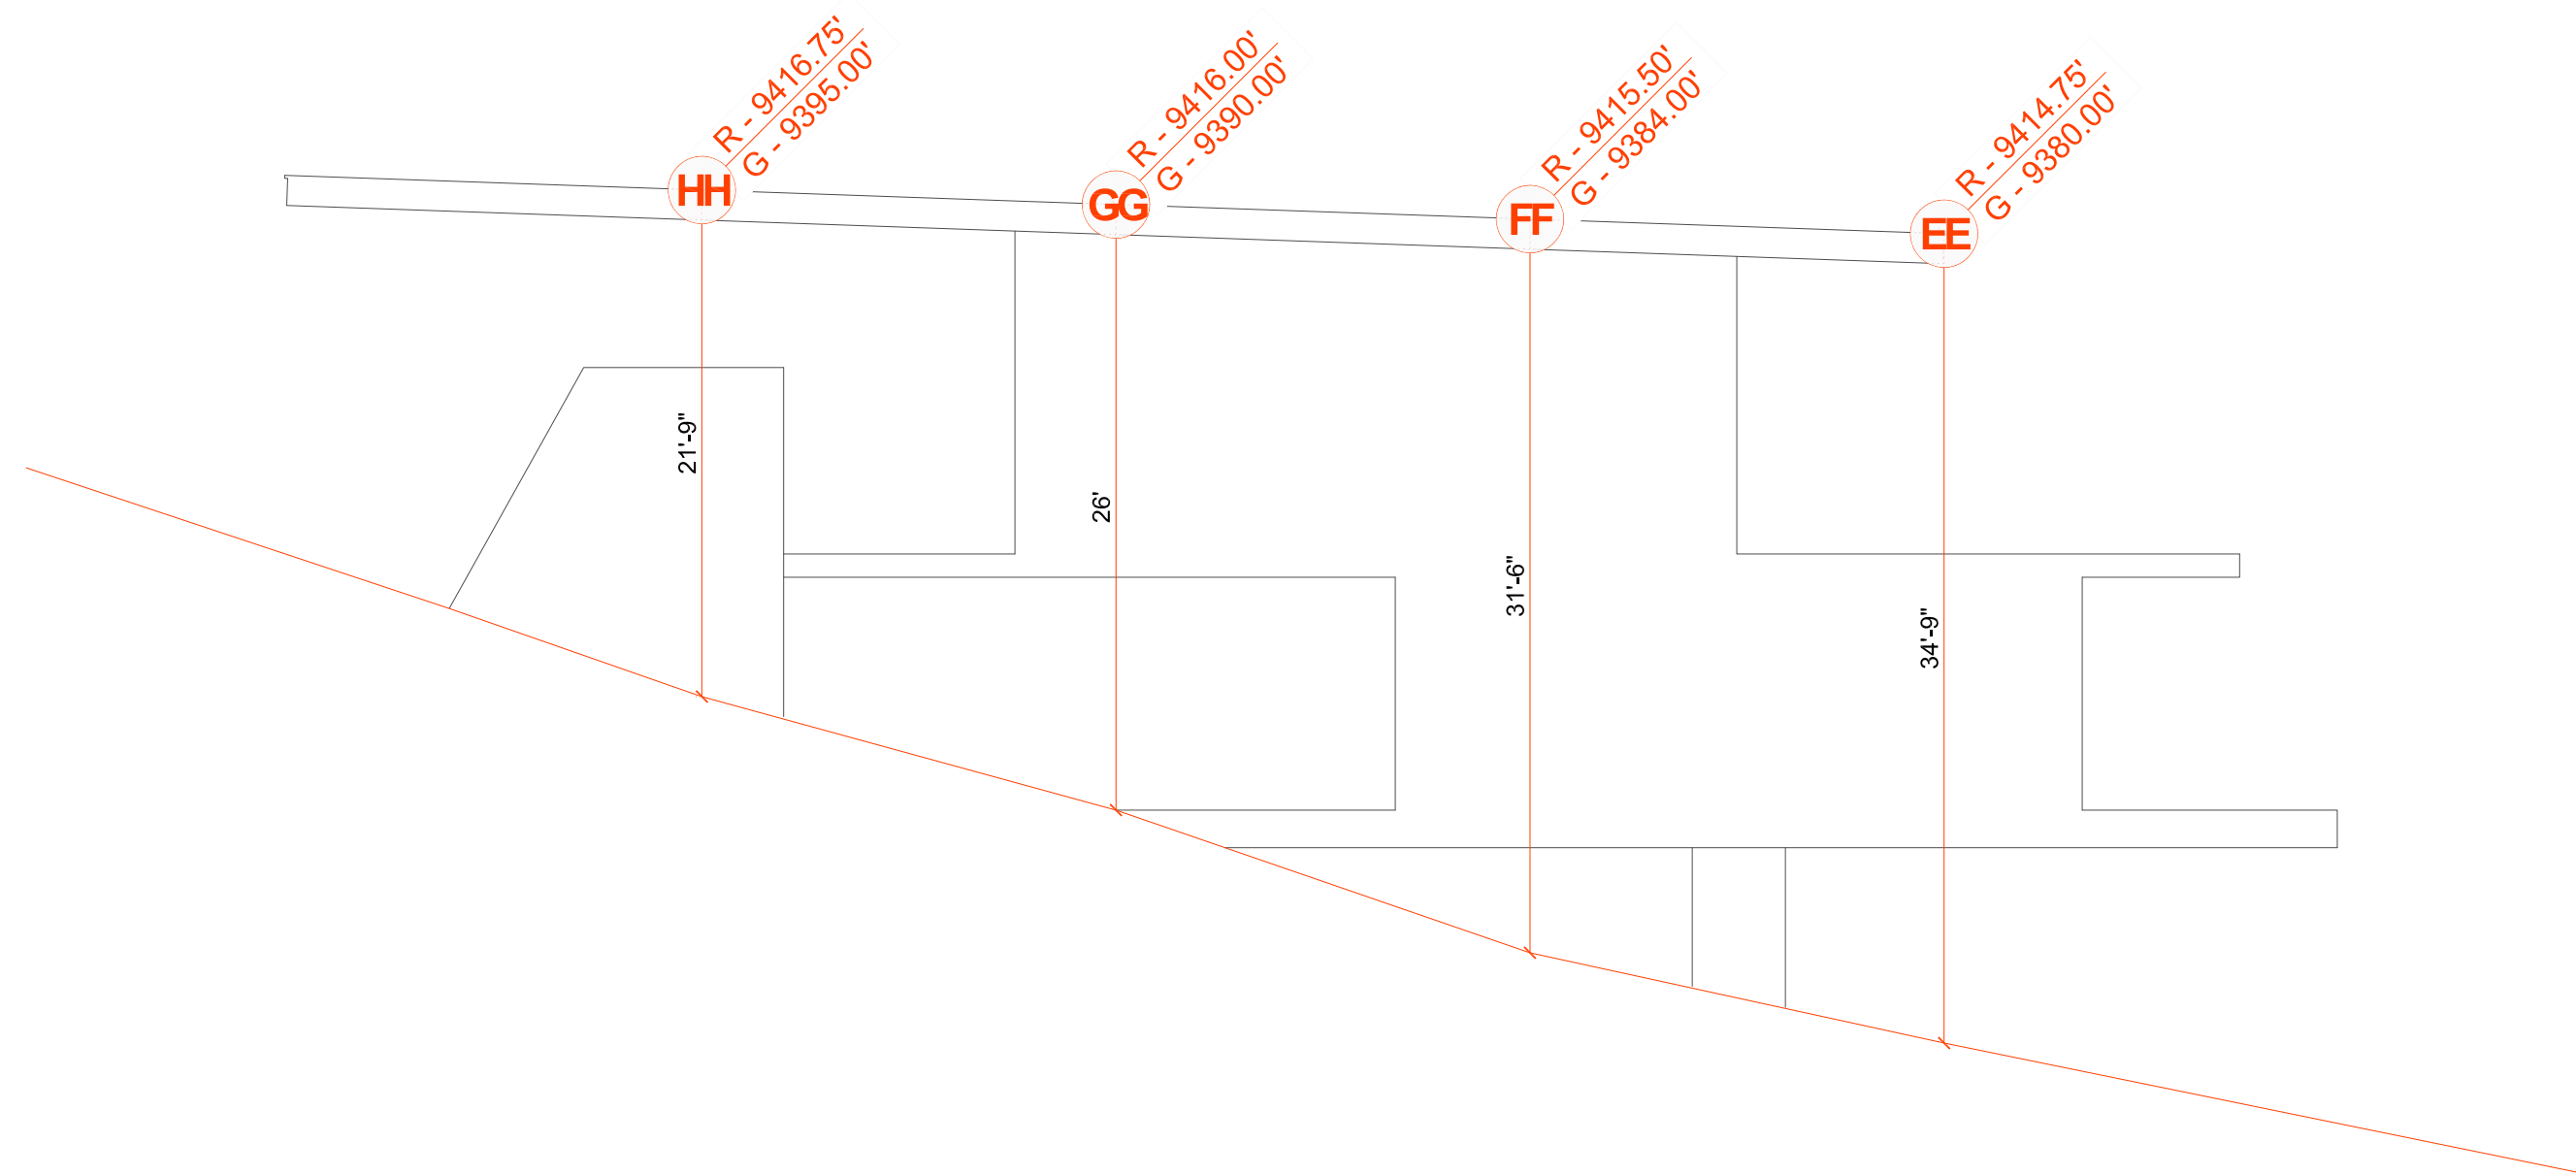 R - 9416.75'
G - 9395.00'
HH
R - 9416.00'
G - 9390.00'
GG
R - 9415.50'
G - 9384.00'
FF
R - 9414.75'
G - 9380.00'
EE
21'-9"
26'
31'-6"
34'-9"